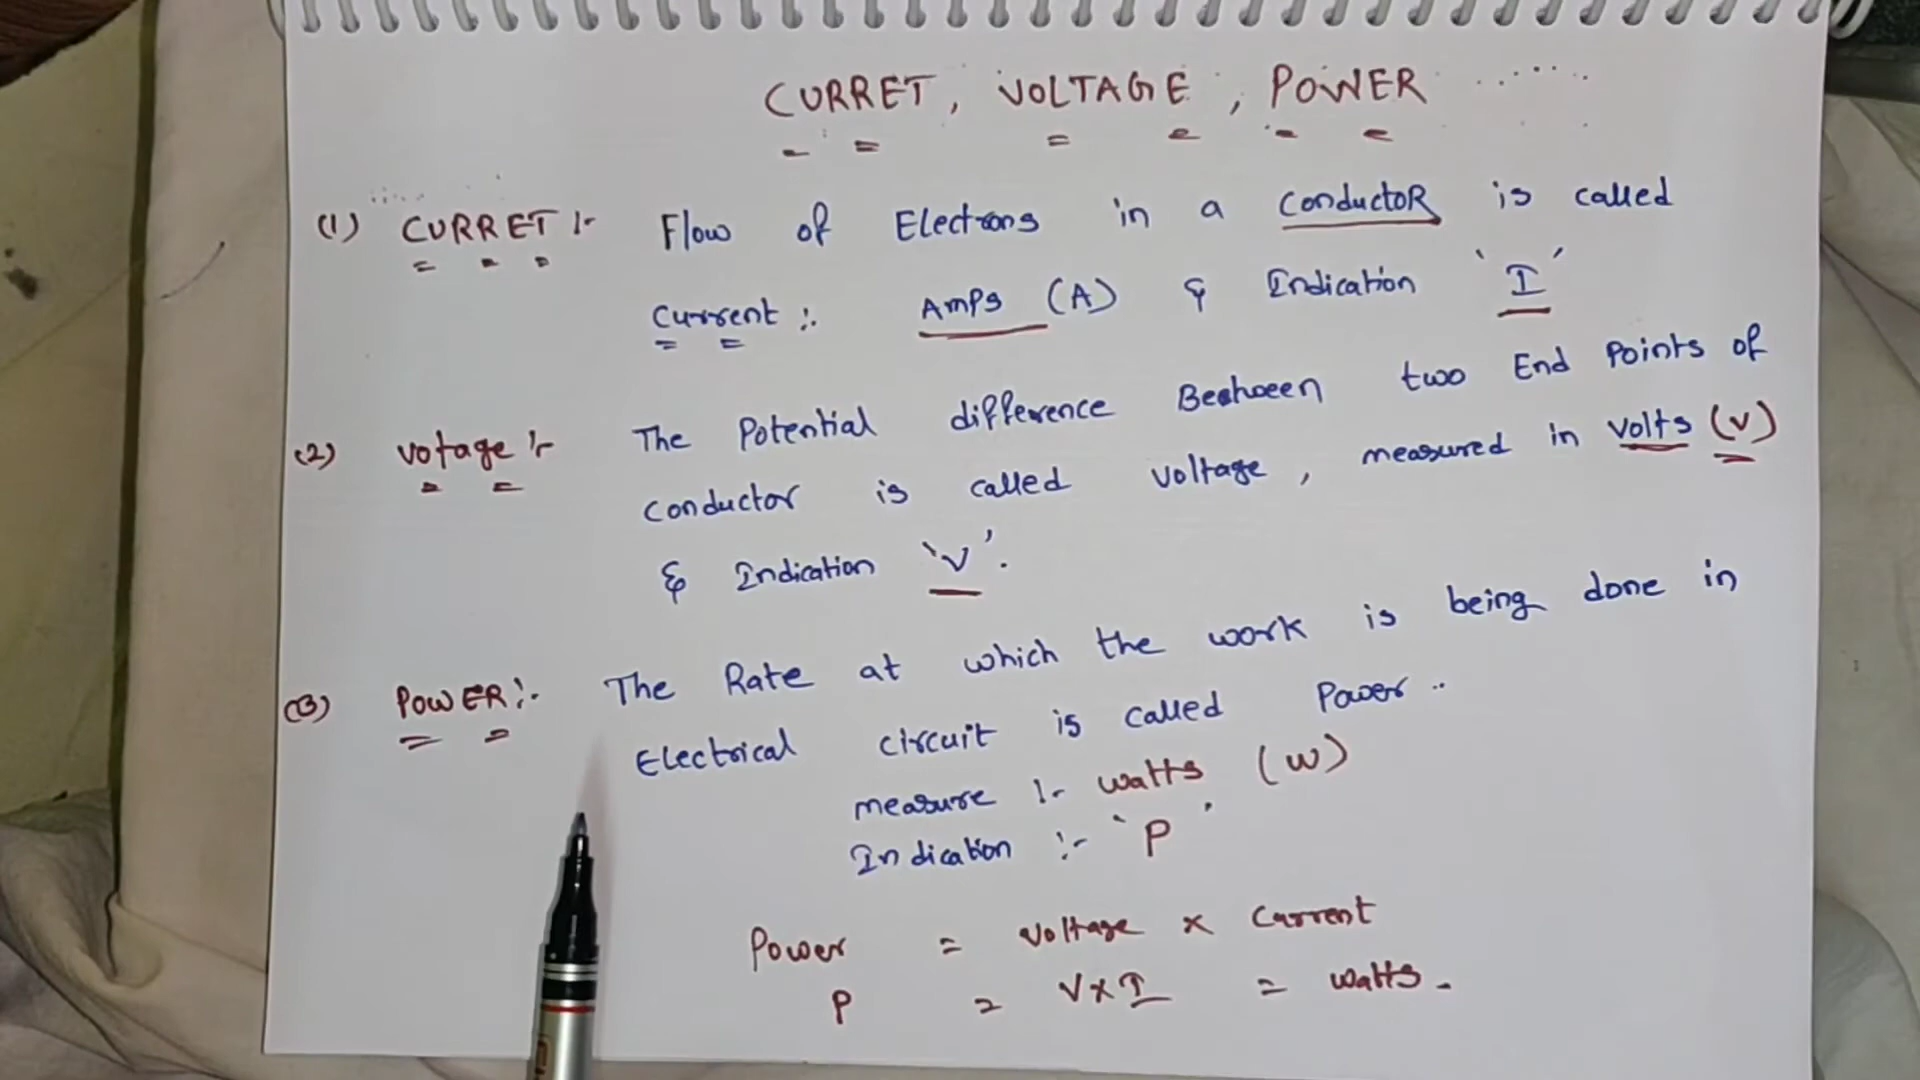 CURRET, VOLTAGE, POWER
(1) CURRET :- Flow of Electrons in a conductoR is called
Current :. Amps (A) & Indication 'I'
(2) votage :- The Potential difference Between two End Points of
conductor is called voltage, measured in volts (V)
& Indication 'V'.
(3) POWER :- The Rate at which the work is being done in
Electrical circuit is called Power..
measure :- watts (W)
Indication :- 'P'
Power = voltage x Current
P = V x I = watts.